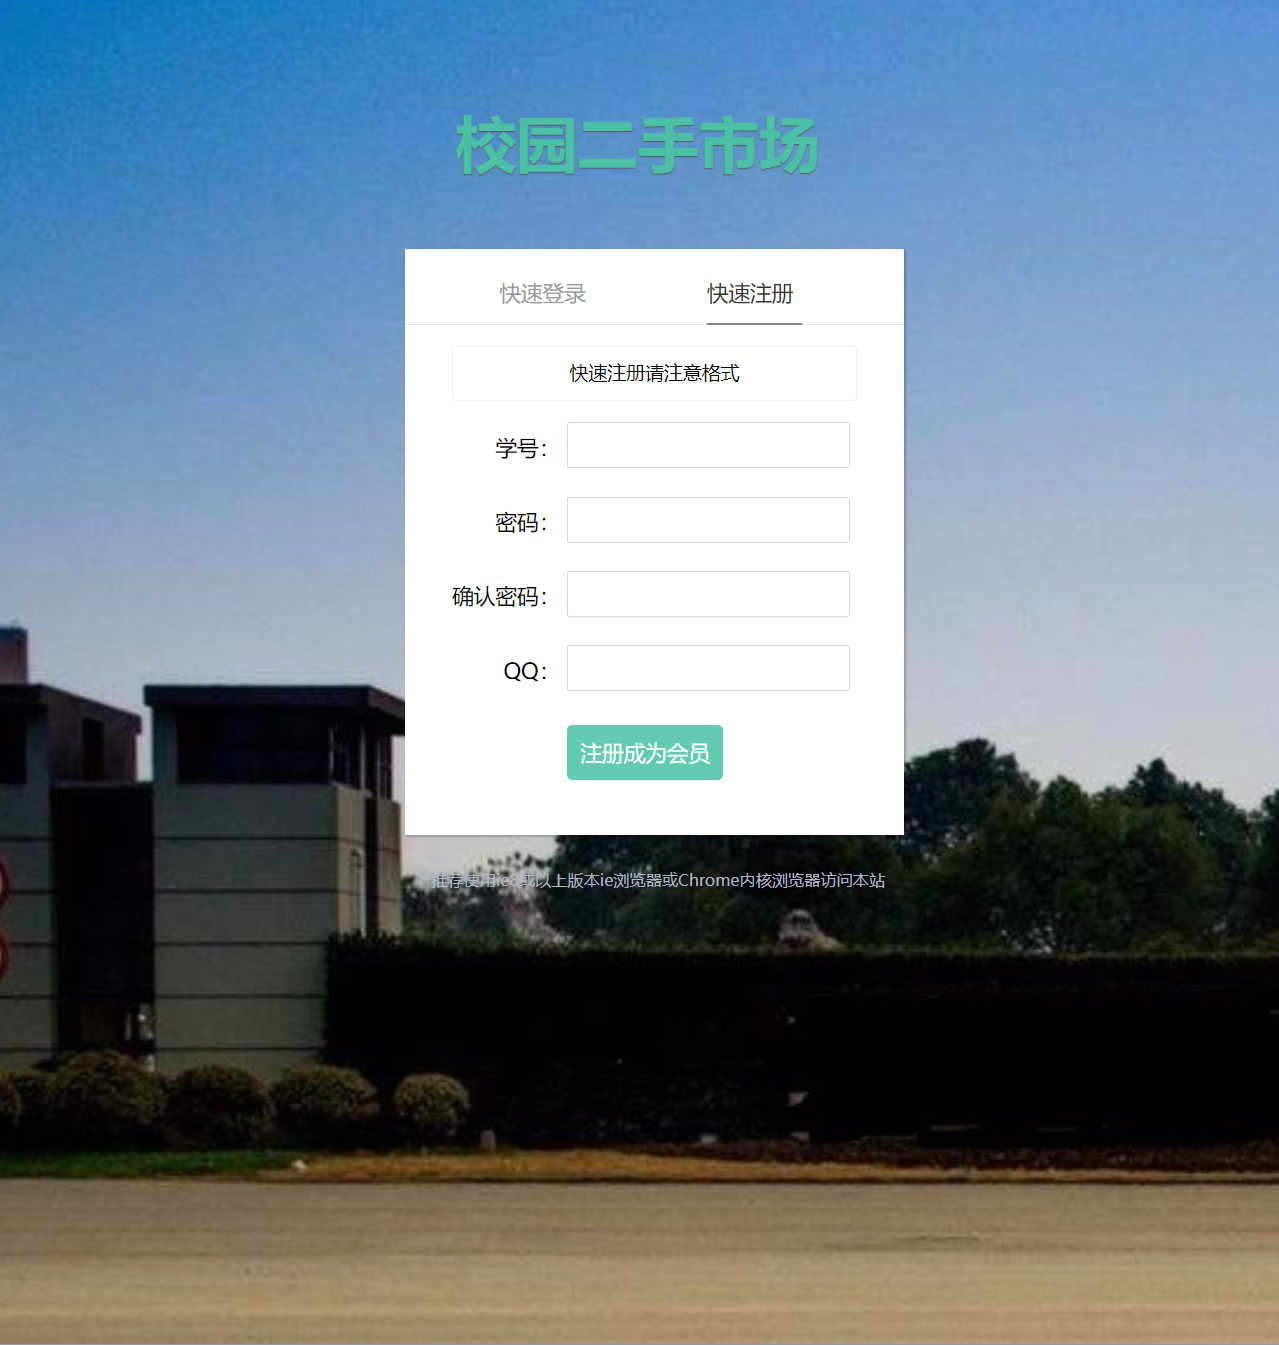 校园二手市场
快速登录 快速注册
快速注册请注意格式
学号：
密码：
确认密码：
QQ：
注册成为会员
推荐使用ie8或以上版本ie浏览器或Chrome内核浏览器访问本站